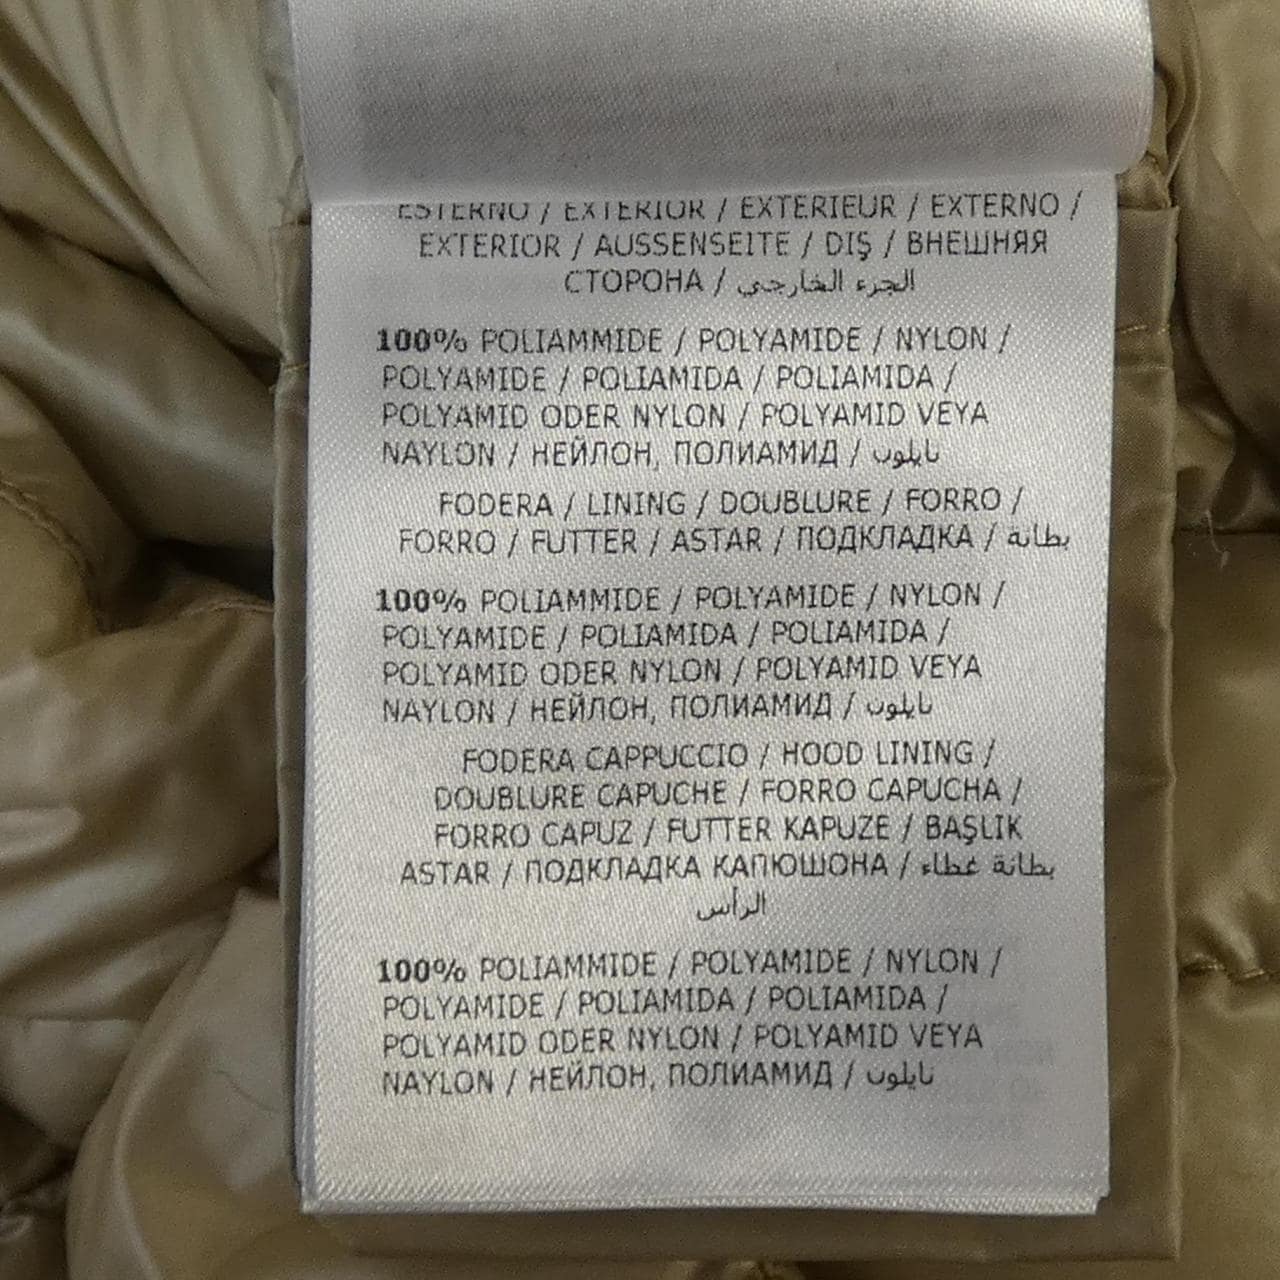 ESTERNO / EXTERIOR / EXTERIEUR / EXTERNO /
EXTERIOR / AUSSENSEITE / DIŞ / ВНЕШНЯЯ
СТОРОНА / الجزء الخارجي
100% POLIAMMIDE / POLYAMIDE / NYLON /
POLYAMIDE / POLIAMIDA / POLIAMIDA /
POLYAMID ODER NYLON / POLYAMID VEYA
NAYLON / НЕЙЛОН, ПОЛИАМИД / نايلون
FODERA / LINING / DOUBLURE / FORRO /
FORRO / FUTTER / ASTAR / ПОДКЛАДКА / بطانة
100% POLIAMMIDE / POLYAMIDE / NYLON /
POLYAMIDE / POLIAMIDA / POLIAMIDA /
POLYAMID ODER NYLON / POLYAMID VEYA
NAYLON / НЕЙЛОН, ПОЛИАМИД / نايلون
FODERA CAPPUCCIO / HOOD LINING /
DOUBLURE CAPUCHE / FORRO CAPUCHA /
FORRO CAPUZ / FUTTER KAPUZE / BAŞLIK
ASTAR / ПОДКЛАДКА КАПЮШОНА / بطانة غطاء
الرأس
100% POLIAMMIDE / POLYAMIDE / NYLON /
POLYAMIDE / POLIAMIDA / POLIAMIDA /
POLYAMID ODER NYLON / POLYAMID VEYA
NAYLON / НЕЙЛОН, ПОЛИАМИД / نايلون